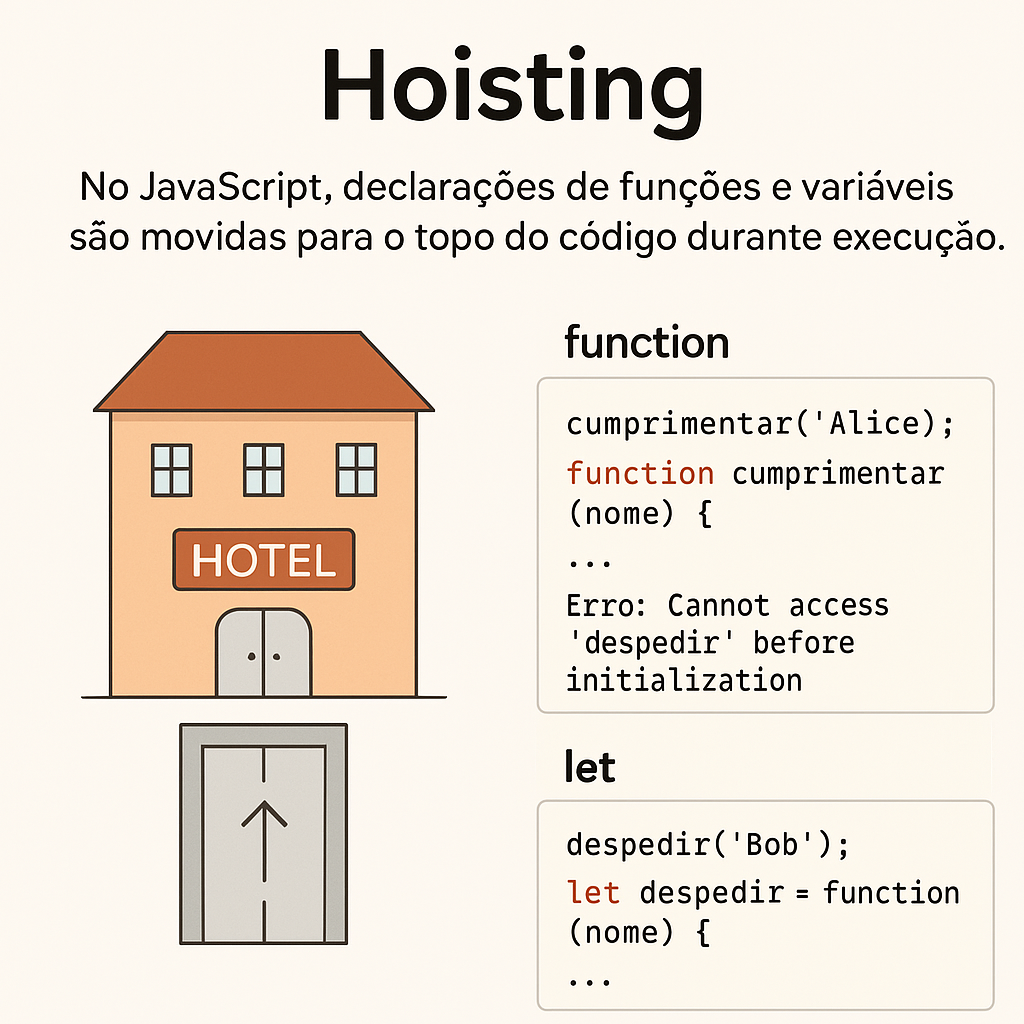 Hoisting
No JavaScript, declarações de funções e variáveis
são movidas para o topo do código durante execução.
HOTEL
function
cumprimentar('Alice);
function cumprimentar
(nome) {
...
Erro: Cannot access
'despedir' before
initialization
let
despedir('Bob');
let despedir = function
(nome) {
...